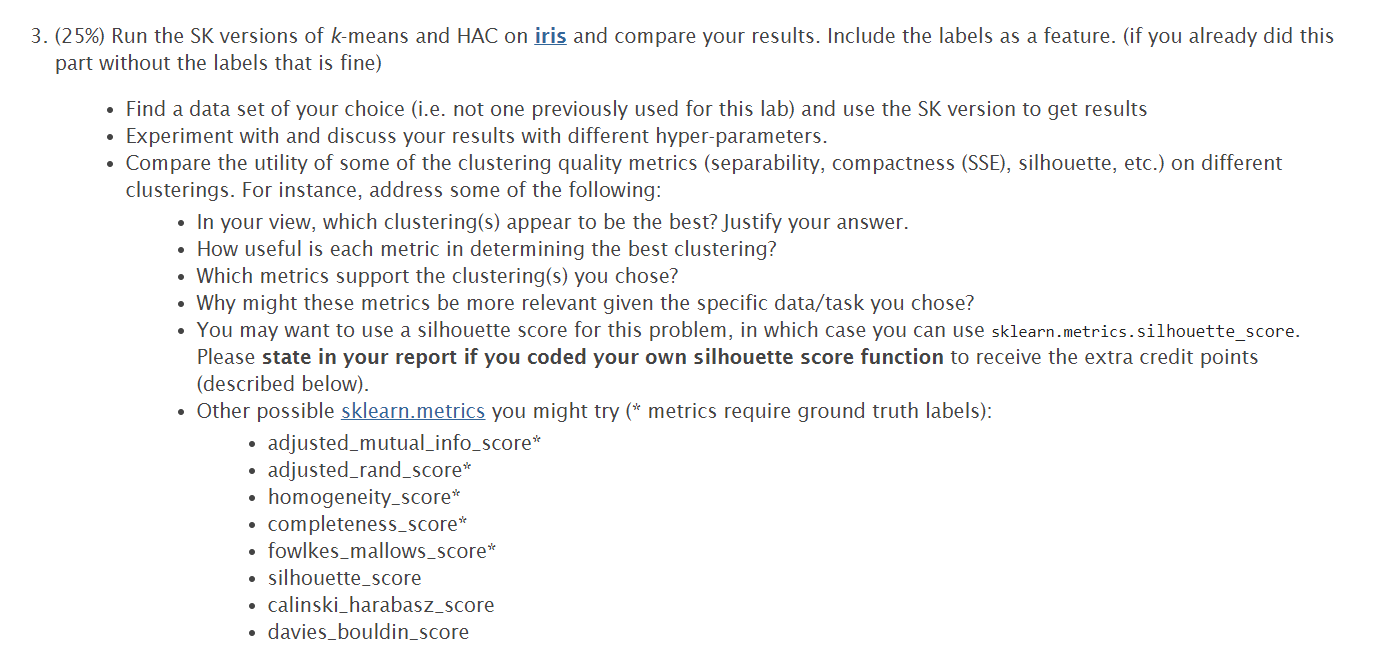 3. (25%) Run the SK versions of k-means and HAC on iris and compare your results. Include the labels as a feature. (if you already did this
part without the labels that is fine)
• Find a data set of your choice (i.e. not one previously used for this lab) and use the SK version to get results
• Experiment with and discuss your results with different hyper-parameters.
• Compare the utility of some of the clustering quality metrics (separability, compactness (SSE), silhouette, etc.) on different
clusterings. For instance, address some of the following:
• In your view, which clustering(s) appear to be the best? Justify your answer.
• How useful is each metric in determining the best clustering?
• Which metrics support the clustering(s) you chose?
• Why might these metrics be more relevant given the specific data/task you chose?
• You may want to use a silhouette score for this problem, in which case you can use sklearn.metrics.silhouette_score.
Please state in your report if you coded your own silhouette score function to receive the extra credit points
(described below).
• Other possible sklearn.metrics you might try (* metrics require ground truth labels):
• adjusted_mutual_info_score*
• adjusted_rand_score*
• homogeneity_score*
• completeness_score*
• fowlkes_mallows_score*
• silhouette_score
• calinski_harabasz_score
• davies_bouldin_score